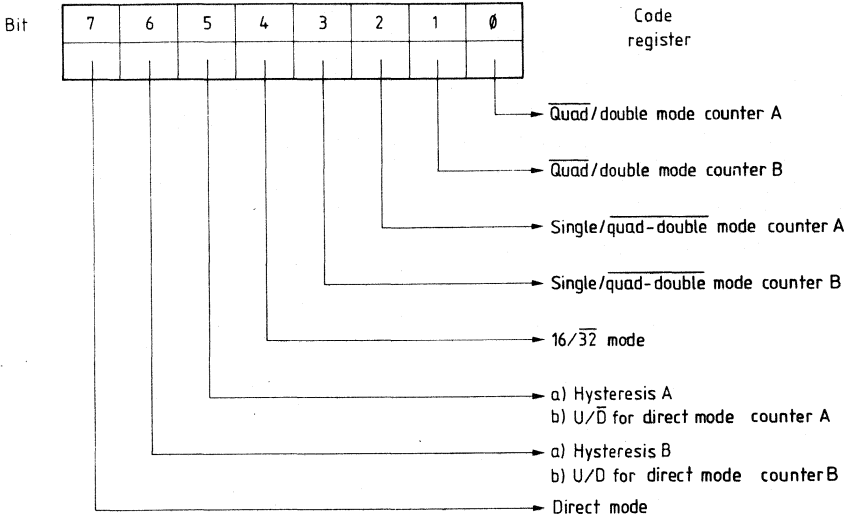 Bit 7 6 5 4 3 2 1 0 Code
register
Quad/double mode counter A
Quad/double mode counter B
Single/quad-double mode counter A
Single/quad-double mode counter B
16/32 mode
a) Hysteresis A
b) U/D for direct mode counter A
a) Hysteresis B
b) U/D for direct mode counter B
Direct mode